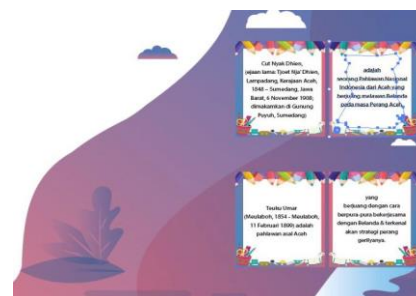 Cut Nyak Dhien,
(ejaan lama: Tjoet Nja' Dhien,
Lampadang, Kerajaan Aceh,
1848 – Sumedang, Jawa
Barat, 6 November 1908;
dimakamkan di Gunung
Puyuh, Sumedang)
adalah
seorang Pahlawan Nasional
Indonesia dari Aceh yang
berjuang melawan Belanda
pada masa Perang Aceh.
Teuku Umar
(Meulaboh, 1854 - Meulaboh,
11 Februari 1899) adalah
pahlawan asal Aceh
yang
berjuang dengan cara
berpura-pura bekerjasama
dengan Belanda & terkenal
akan strategi perang
gerilyanya.